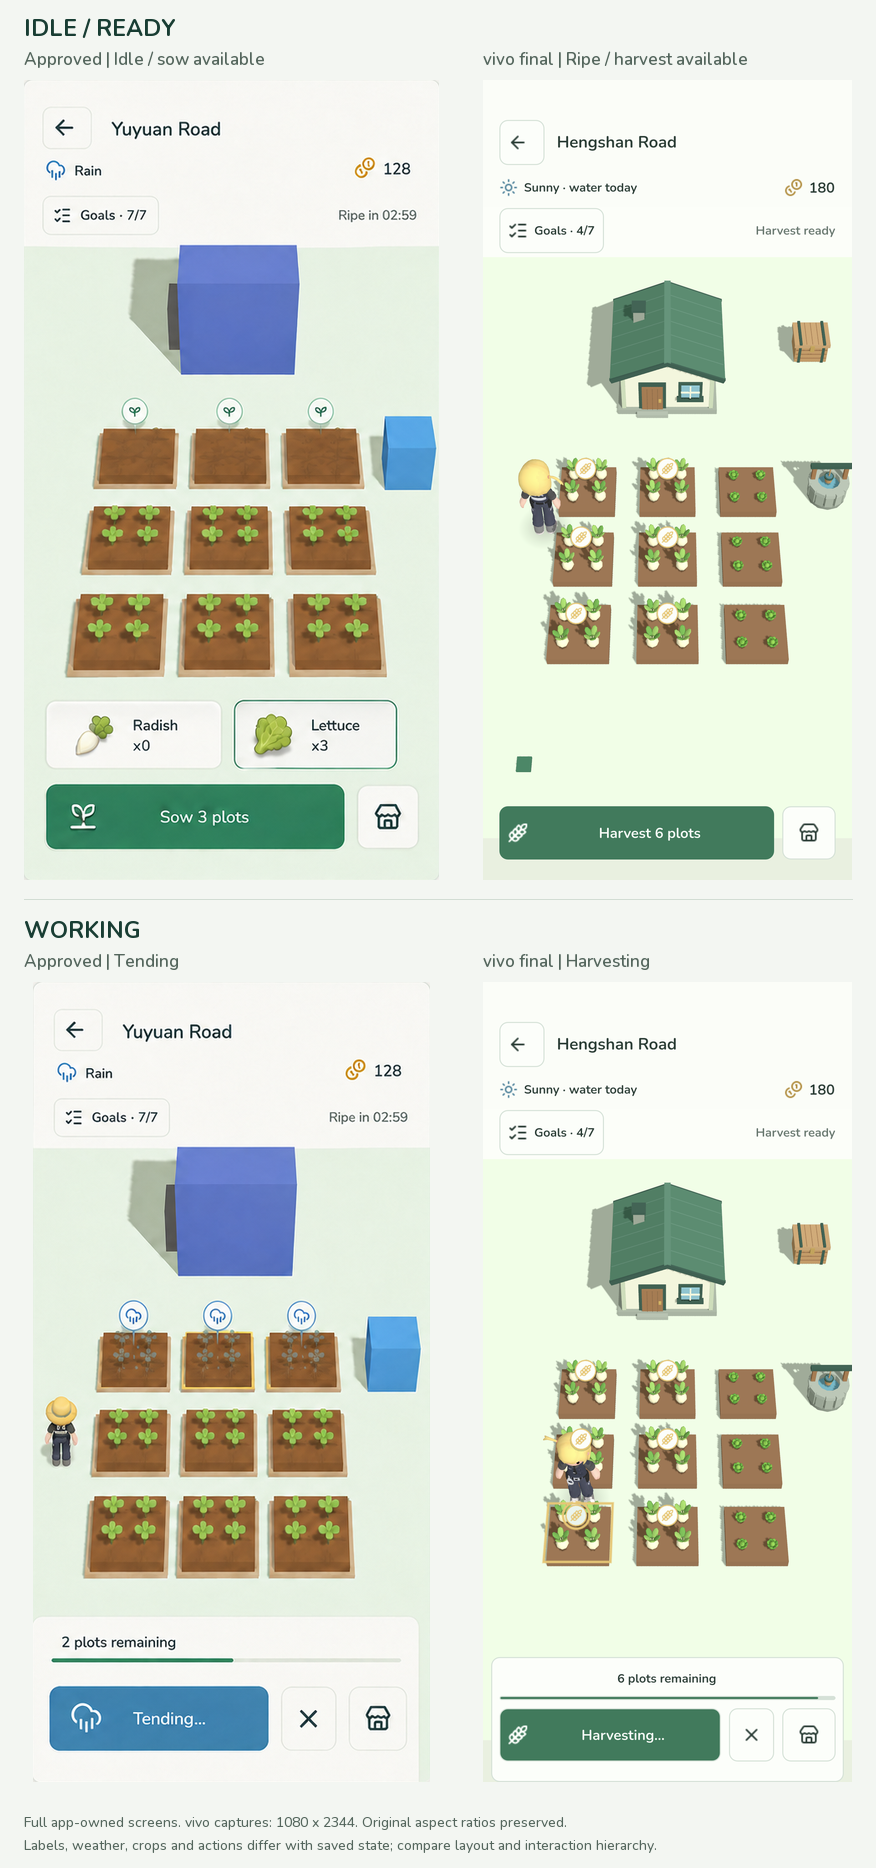 IDLE / READY
Approved | Idle / sow available
Yuyuan Road
Rain
128
Goals · 7/7
Ripe in 02:59
Radish
x0
Lettuce
x3
Sow 3 plots
vivo final | Ripe / harvest available
Hengshan Road
Sunny · water today
180
Goals · 4/7
Harvest ready
Harvest 6 plots
WORKING
Approved | Tending
Yuyuan Road
Rain
128
Goals · 7/7
Ripe in 02:59
2 plots remaining
Tending...
vivo final | Harvesting
Hengshan Road
Sunny · water today
180
Goals · 4/7
Harvest ready
6 plots remaining
Harvesting...
Full app-owned screens. vivo captures: 1080 x 2344. Original aspect ratios preserved.
Labels, weather, crops and actions differ with saved state; compare layout and interaction hierarchy.